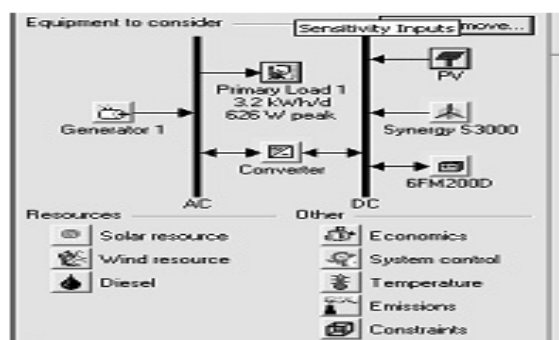 Equipment to consider
Sensitivity Inputs
move...
Primary Load 1
3.2 kWh/d
626 W peak
PV
Generator 1
Synergy S3000
Converter
6FM200D
AC
DC
Resources
Other
Solar resource
Economics
Wind resource
System control
Diesel
Temperature
Emissions
Constraints